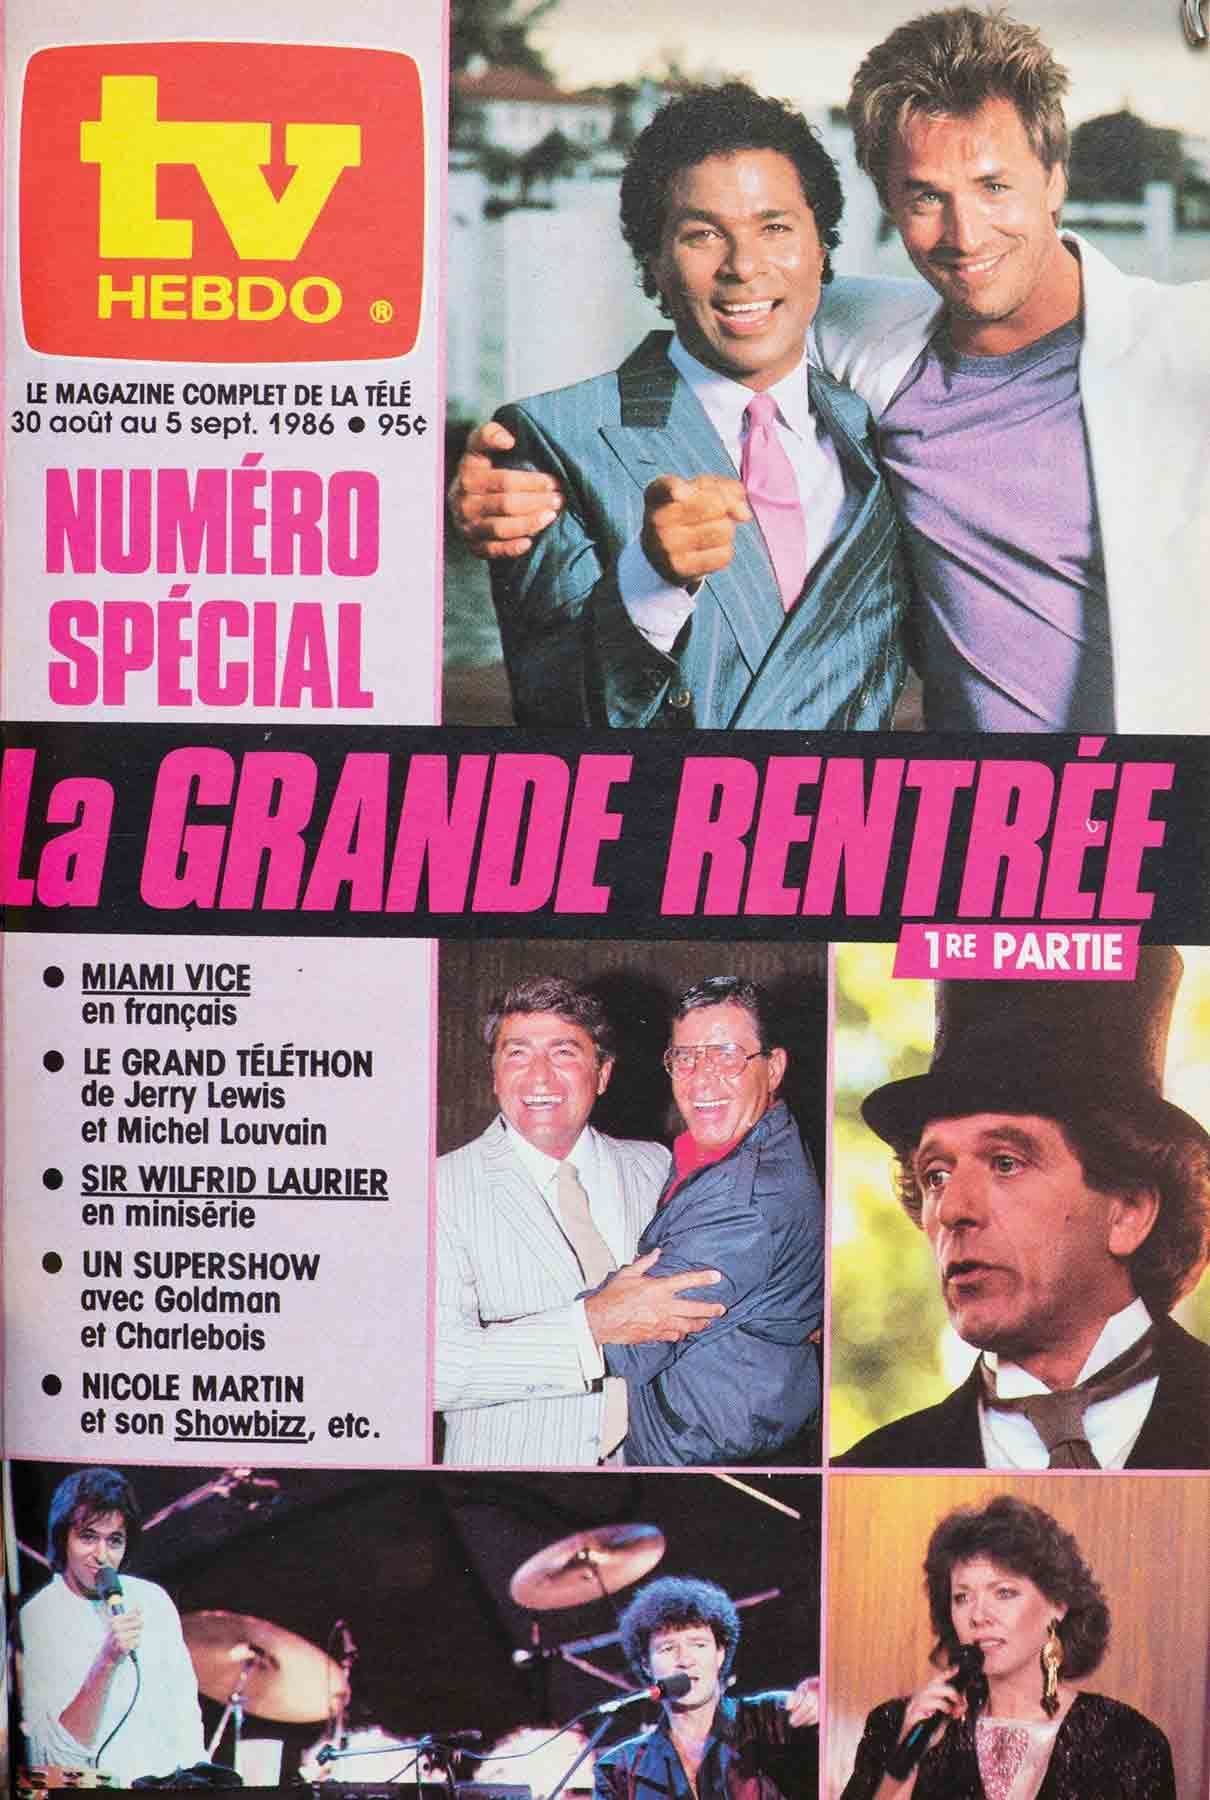 tv
HEBDO ®
LE MAGAZINE COMPLET DE LA TÉLÉ
30 août au 5 sept. 1986 ● 95¢
NUMÉRO
SPÉCIAL
La GRANDE RENTRÉE
1RE PARTIE
● MIAMI VICE
en français
● LE GRAND TÉLÉTHON
de Jerry Lewis
et Michel Louvain
● SIR WILFRID LAURIER
en minisérie
● UN SUPERSHOW
avec Goldman
et Charlebois
● NICOLE MARTIN
et son Showbizz, etc.